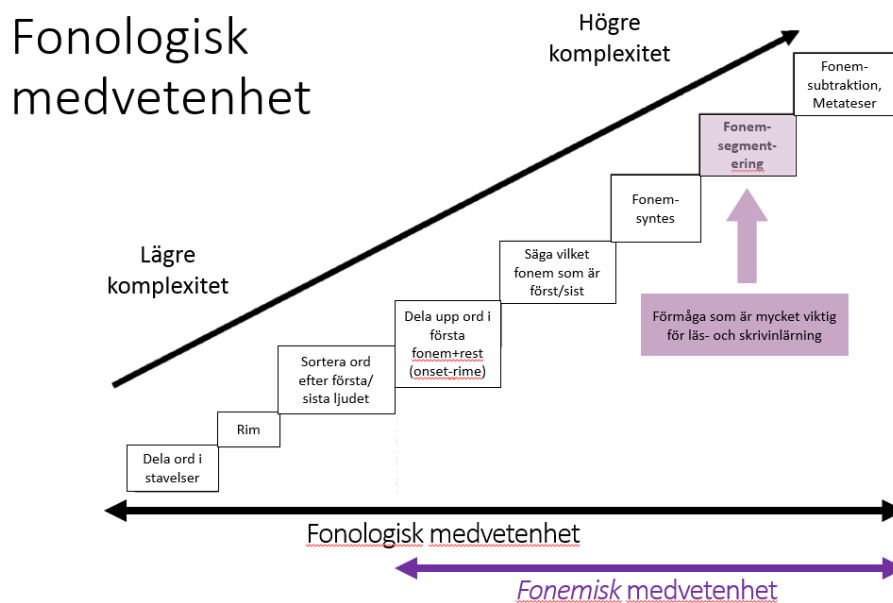 Fonologisk
medvetenhet
Högre
komplexitet
Lägre
komplexitet
Dela ord i
stavelser
Rim
Sortera ord
efter första/
sista ljudet
Dela upp ord i
första
fonem+rest
(onset-rime)
Säga vilket
fonem som är
först/sist
Fonem-
syntes
Fonem-
segment-
ering
Fonem-
subtraktion,
Metateser
Förmåga som är mycket viktig
för läs- och skrivinlärning
Fonologisk medvetenhet
Fonemisk medvetenhet